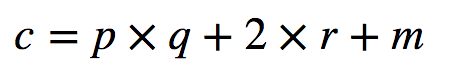 c = p × q + 2 × r + m